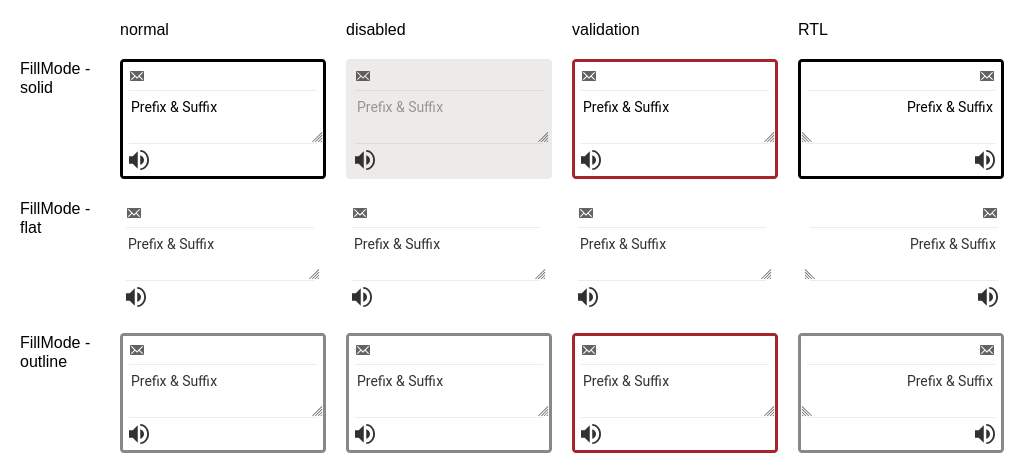 normal disabled validation RTL
FillMode -
solid
Prefix & Suffix Prefix & Suffix Prefix & Suffix Prefix & Suffix
FillMode -
flat
Prefix & Suffix Prefix & Suffix Prefix & Suffix Prefix & Suffix
FillMode -
outline
Prefix & Suffix Prefix & Suffix Prefix & Suffix Prefix & Suffix